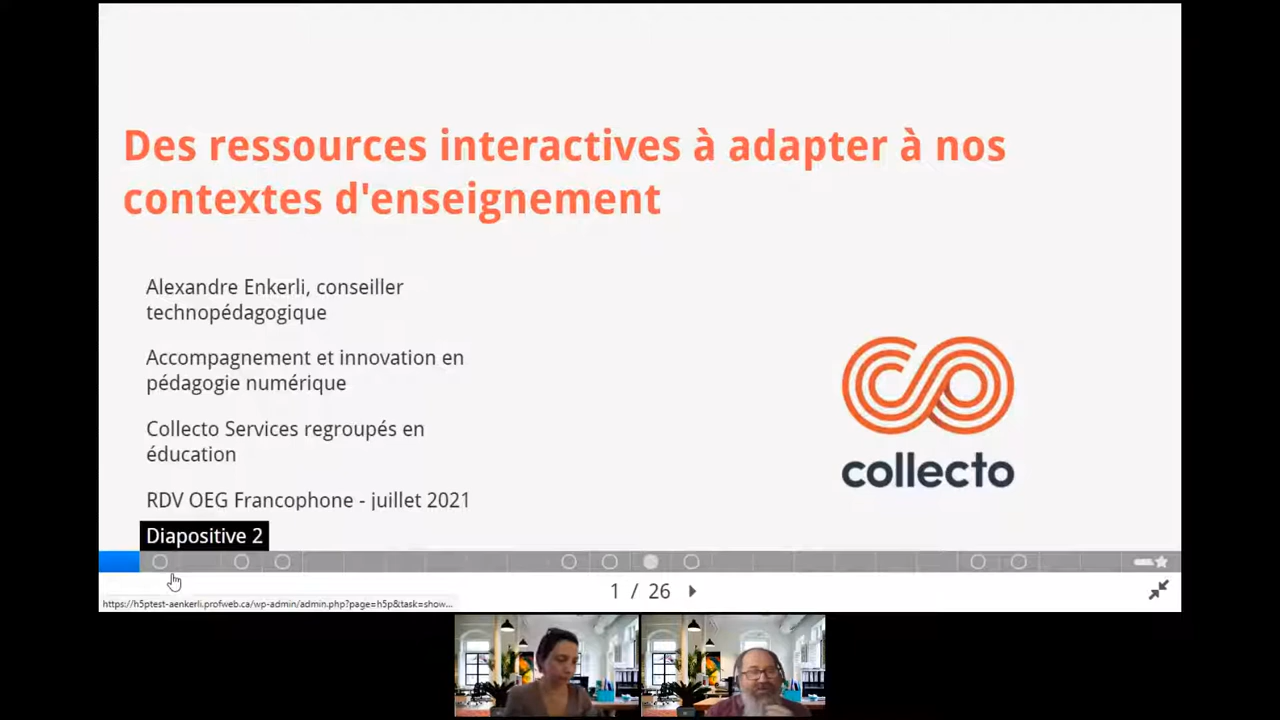 Des ressources interactives à adapter à nos
contextes d'enseignement
Alexandre Enkerli, conseiller
technopédagogique
Accompagnement et innovation en
pédagogie numérique
Collecto Services regroupés en
éducation
RDV OEG Francophone - juillet 2021
collecto
Diapositive 2
1 / 26
https://h5ptest-aenkerli.profweb.ca/wp-admin/admin.php?page=h5p&task=show...